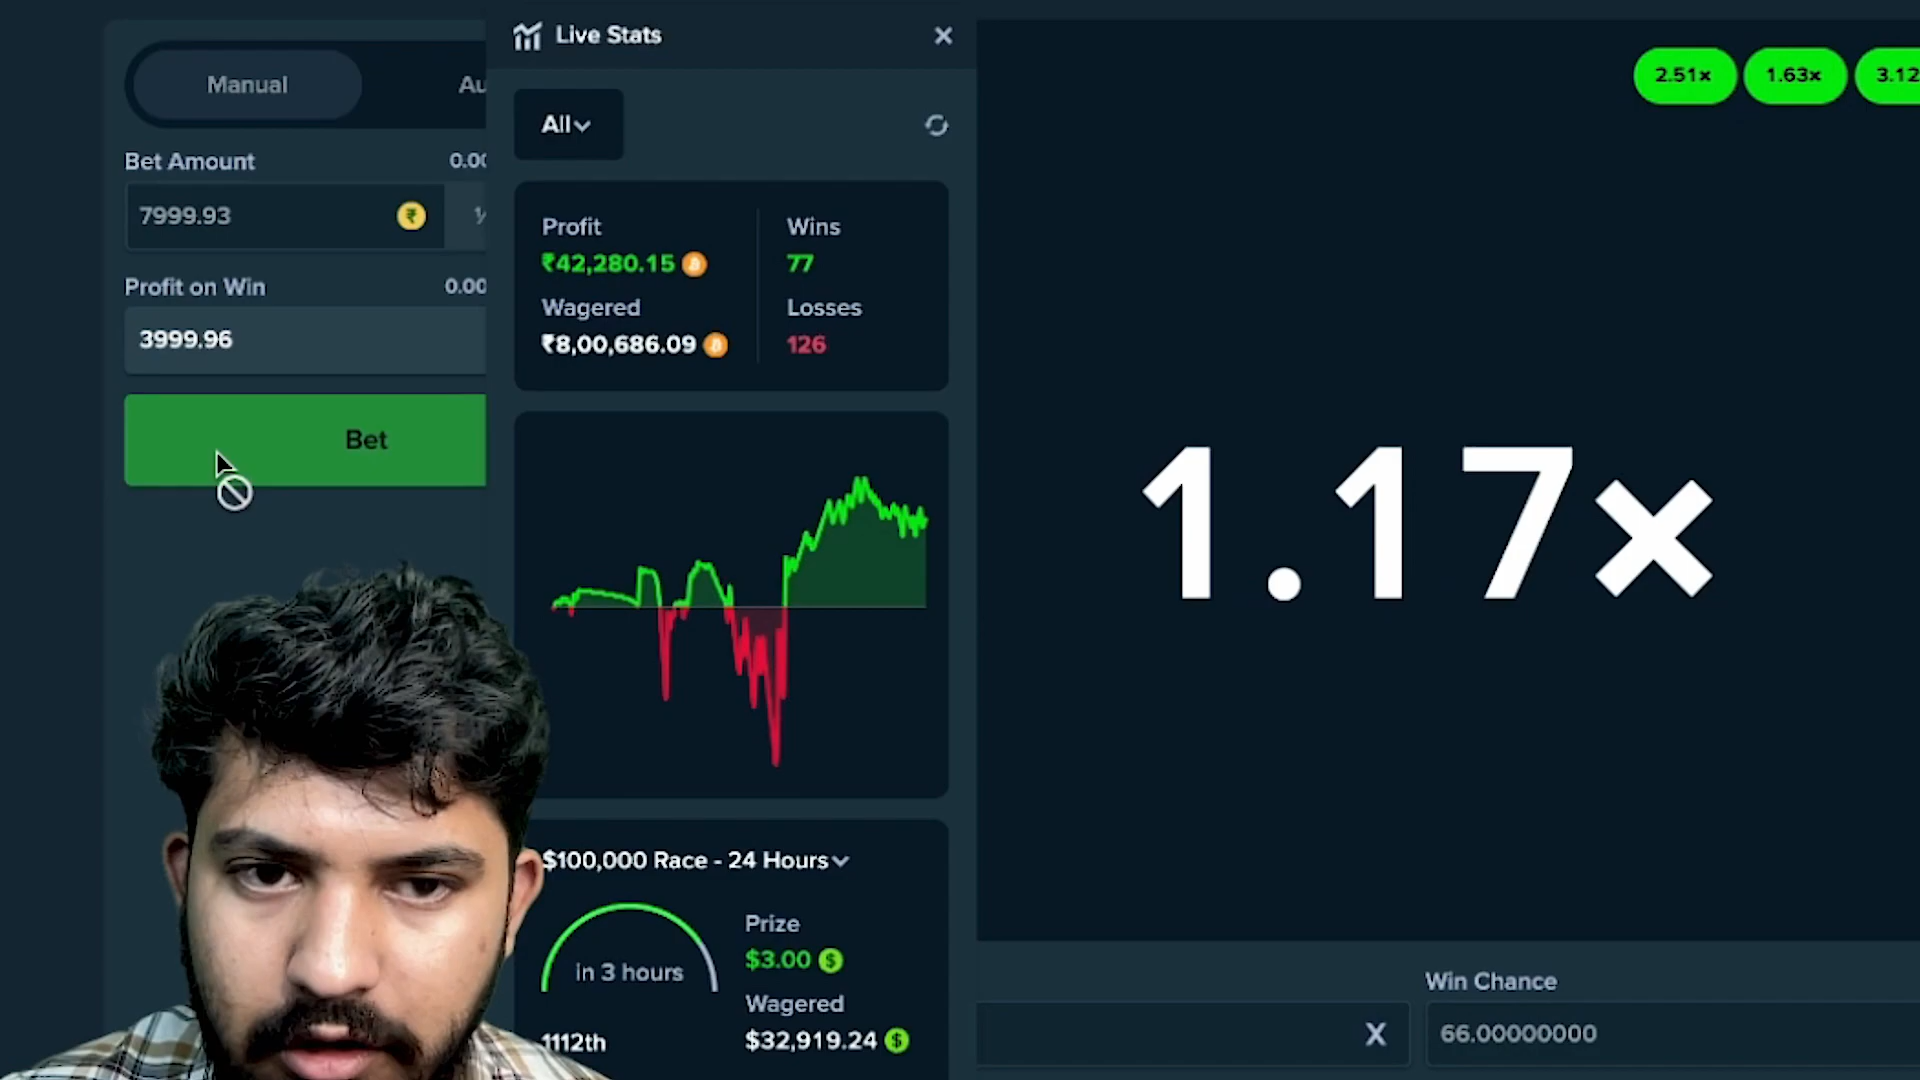 Manual
Au
Bet Amount
0.00
7999.93
Profit on Win
0.00
3999.96
Bet
Live Stats
All
Profit
₹42,280.15
Wagered
₹8,00,686.09
Wins
77
Losses
126
$100,000 Race - 24 Hours
in 3 hours
1112th
Prize
$3.00
Wagered
$32,919.24
2.51×
1.63×
3.12
1.17×
X
Win Chance
66.00000000